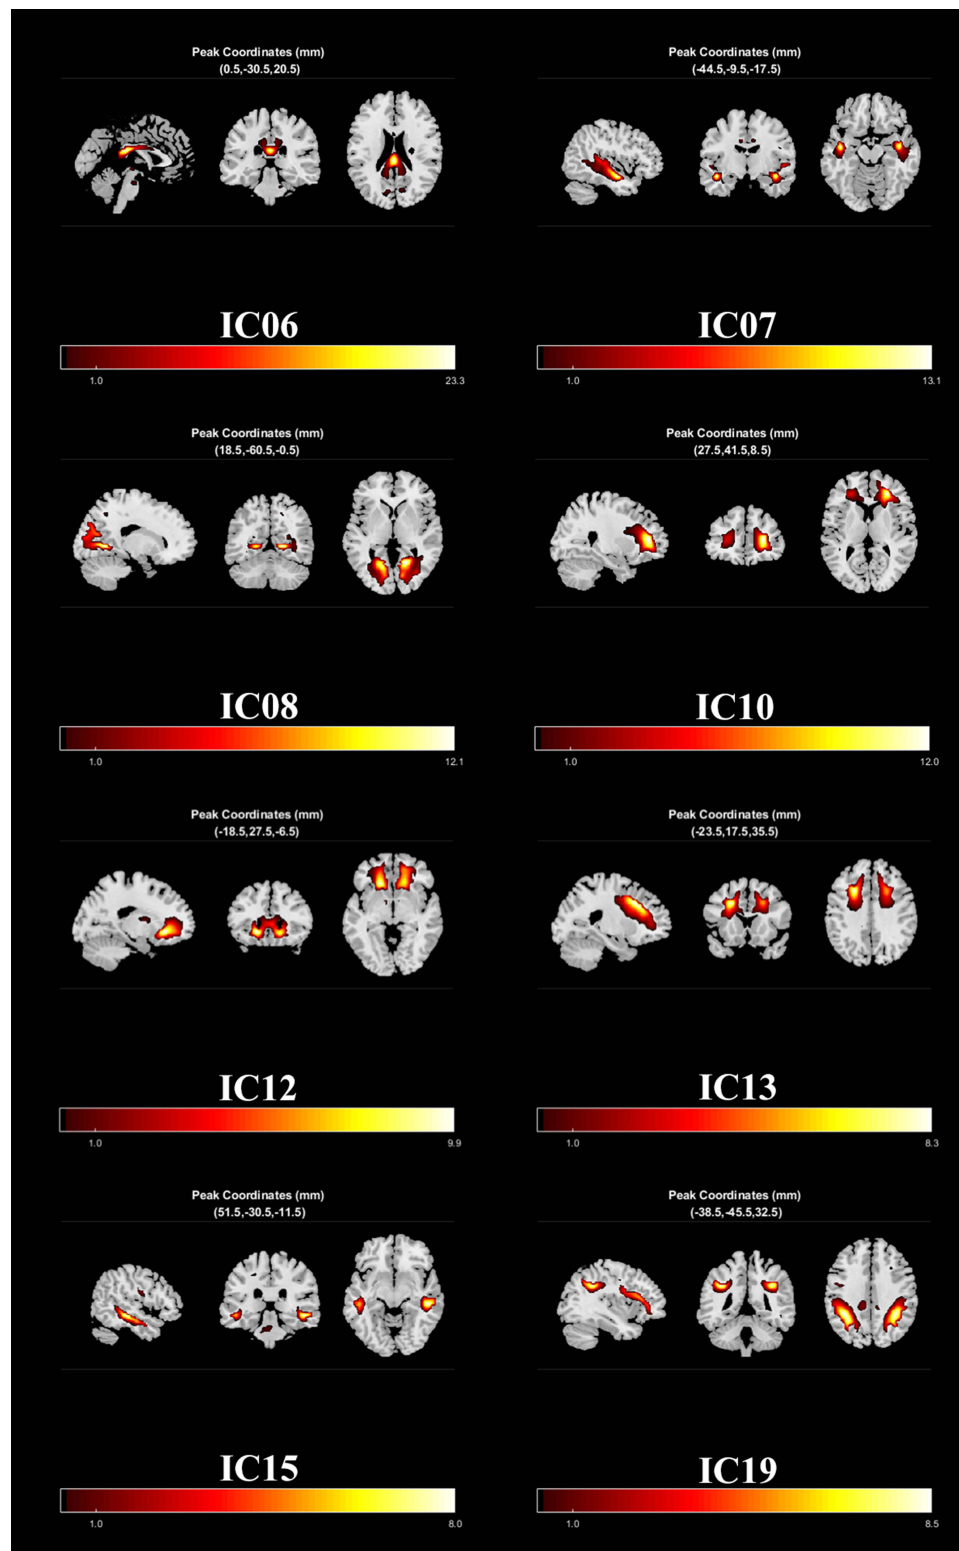 Peak Coordinates (mm)
(0.5,-30.5,20.5)
IC06
1.0 23.3
Peak Coordinates (mm)
(-44.5,-9.5,-17.5)
IC07
1.0 13.1
Peak Coordinates (mm)
(18.5,-60.5,-0.5)
IC08
1.0 12.1
Peak Coordinates (mm)
(27.5,41.5,8.5)
IC10
1.0 12.0
Peak Coordinates (mm)
(-18.5,27.5,-6.5)
IC12
1.0 9.9
Peak Coordinates (mm)
(-23.5,17.5,35.5)
IC13
1.0 8.3
Peak Coordinates (mm)
(51.5,-30.5,-11.5)
IC15
1.0 8.0
Peak Coordinates (mm)
(-38.5,-45.5,32.5)
IC19
1.0 8.5